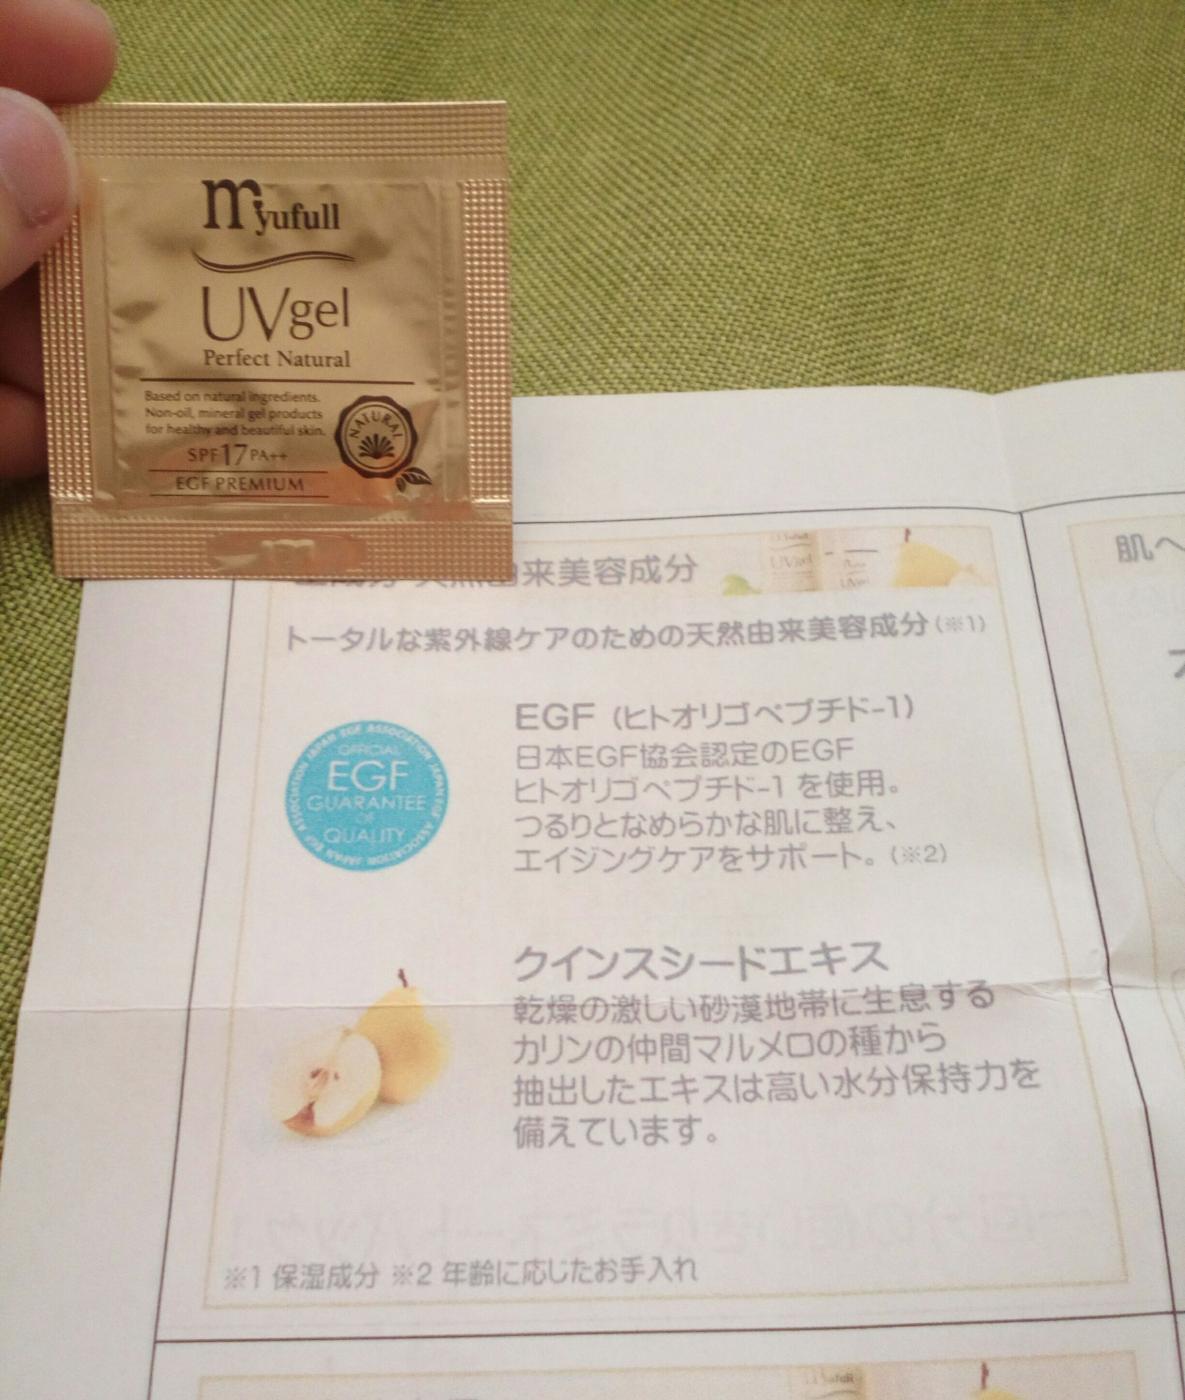 myufull
UVgel
Perfect Natural
Based on natural ingredients.
Non-oil, mineral gel products
for healthy and beautiful skin.
NATURAL
SPF17PA++
EGF PREMIUM
由来美容成分
トータルな紫外線ケアのための天然由来美容成分(※1)
EGF (ヒトオリゴペプチド-1)
日本EGF協会認定のEGF
ヒトオリゴペプチド-1 を使用。
つるりとなめらかな肌に整え、
エイジングケアをサポート。(※2)
JAPAN EGF ASSOCIATION JAPAN EGF ASSOCIATION JAPAN EGF ASSOCIATION
OFFICIAL
EGF
GUARANTEE
OF
QUALITY
クインスシードエキス
乾燥の激しい砂漠地帯に生息する
カリンの仲間マルメロの種から
抽出したエキスは高い水分保持力を
備えています。
※1 保湿成分 ※2 年齢に応じたお手入れ
肌へ